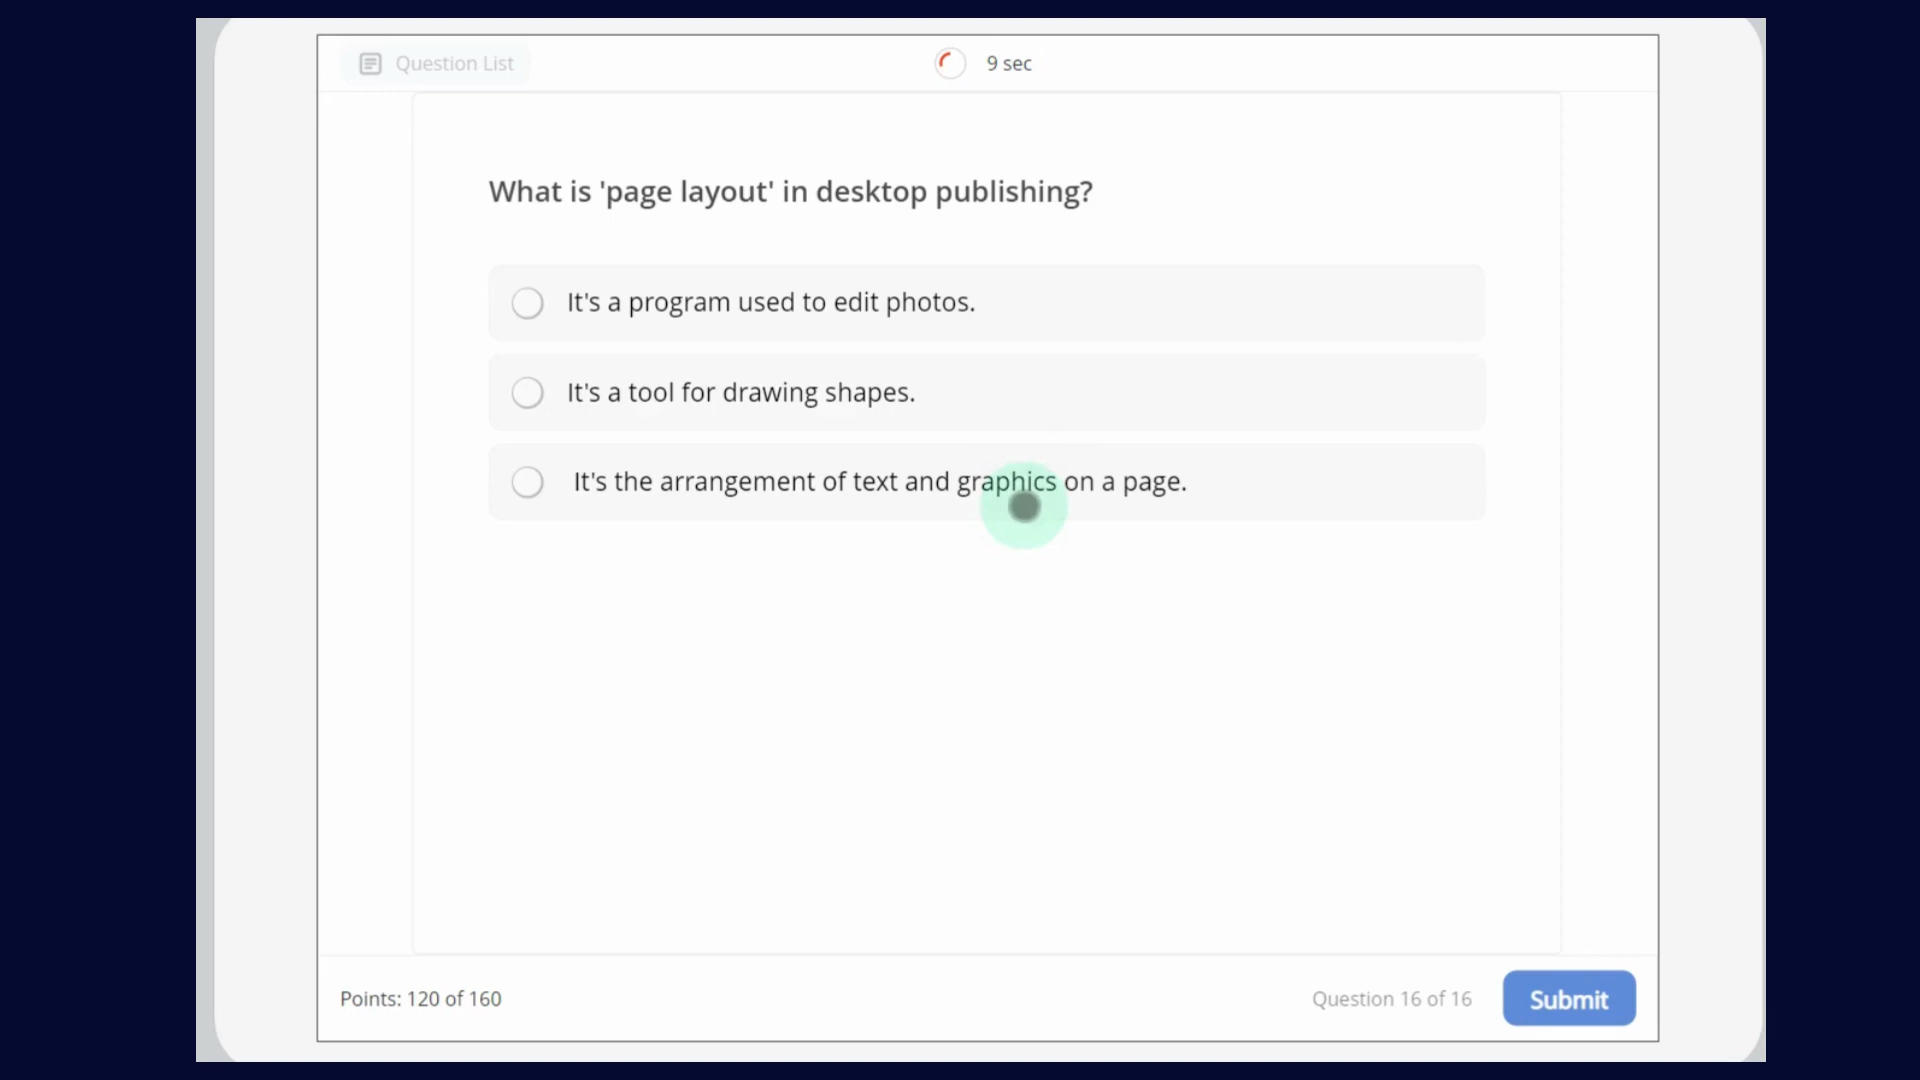 Question List
9 sec
What is 'page layout' in desktop publishing?
It's a program used to edit photos.
It's a tool for drawing shapes.
It's the arrangement of text and graphics on a page.
Points: 120 of 160
Question 16 of 16
Submit